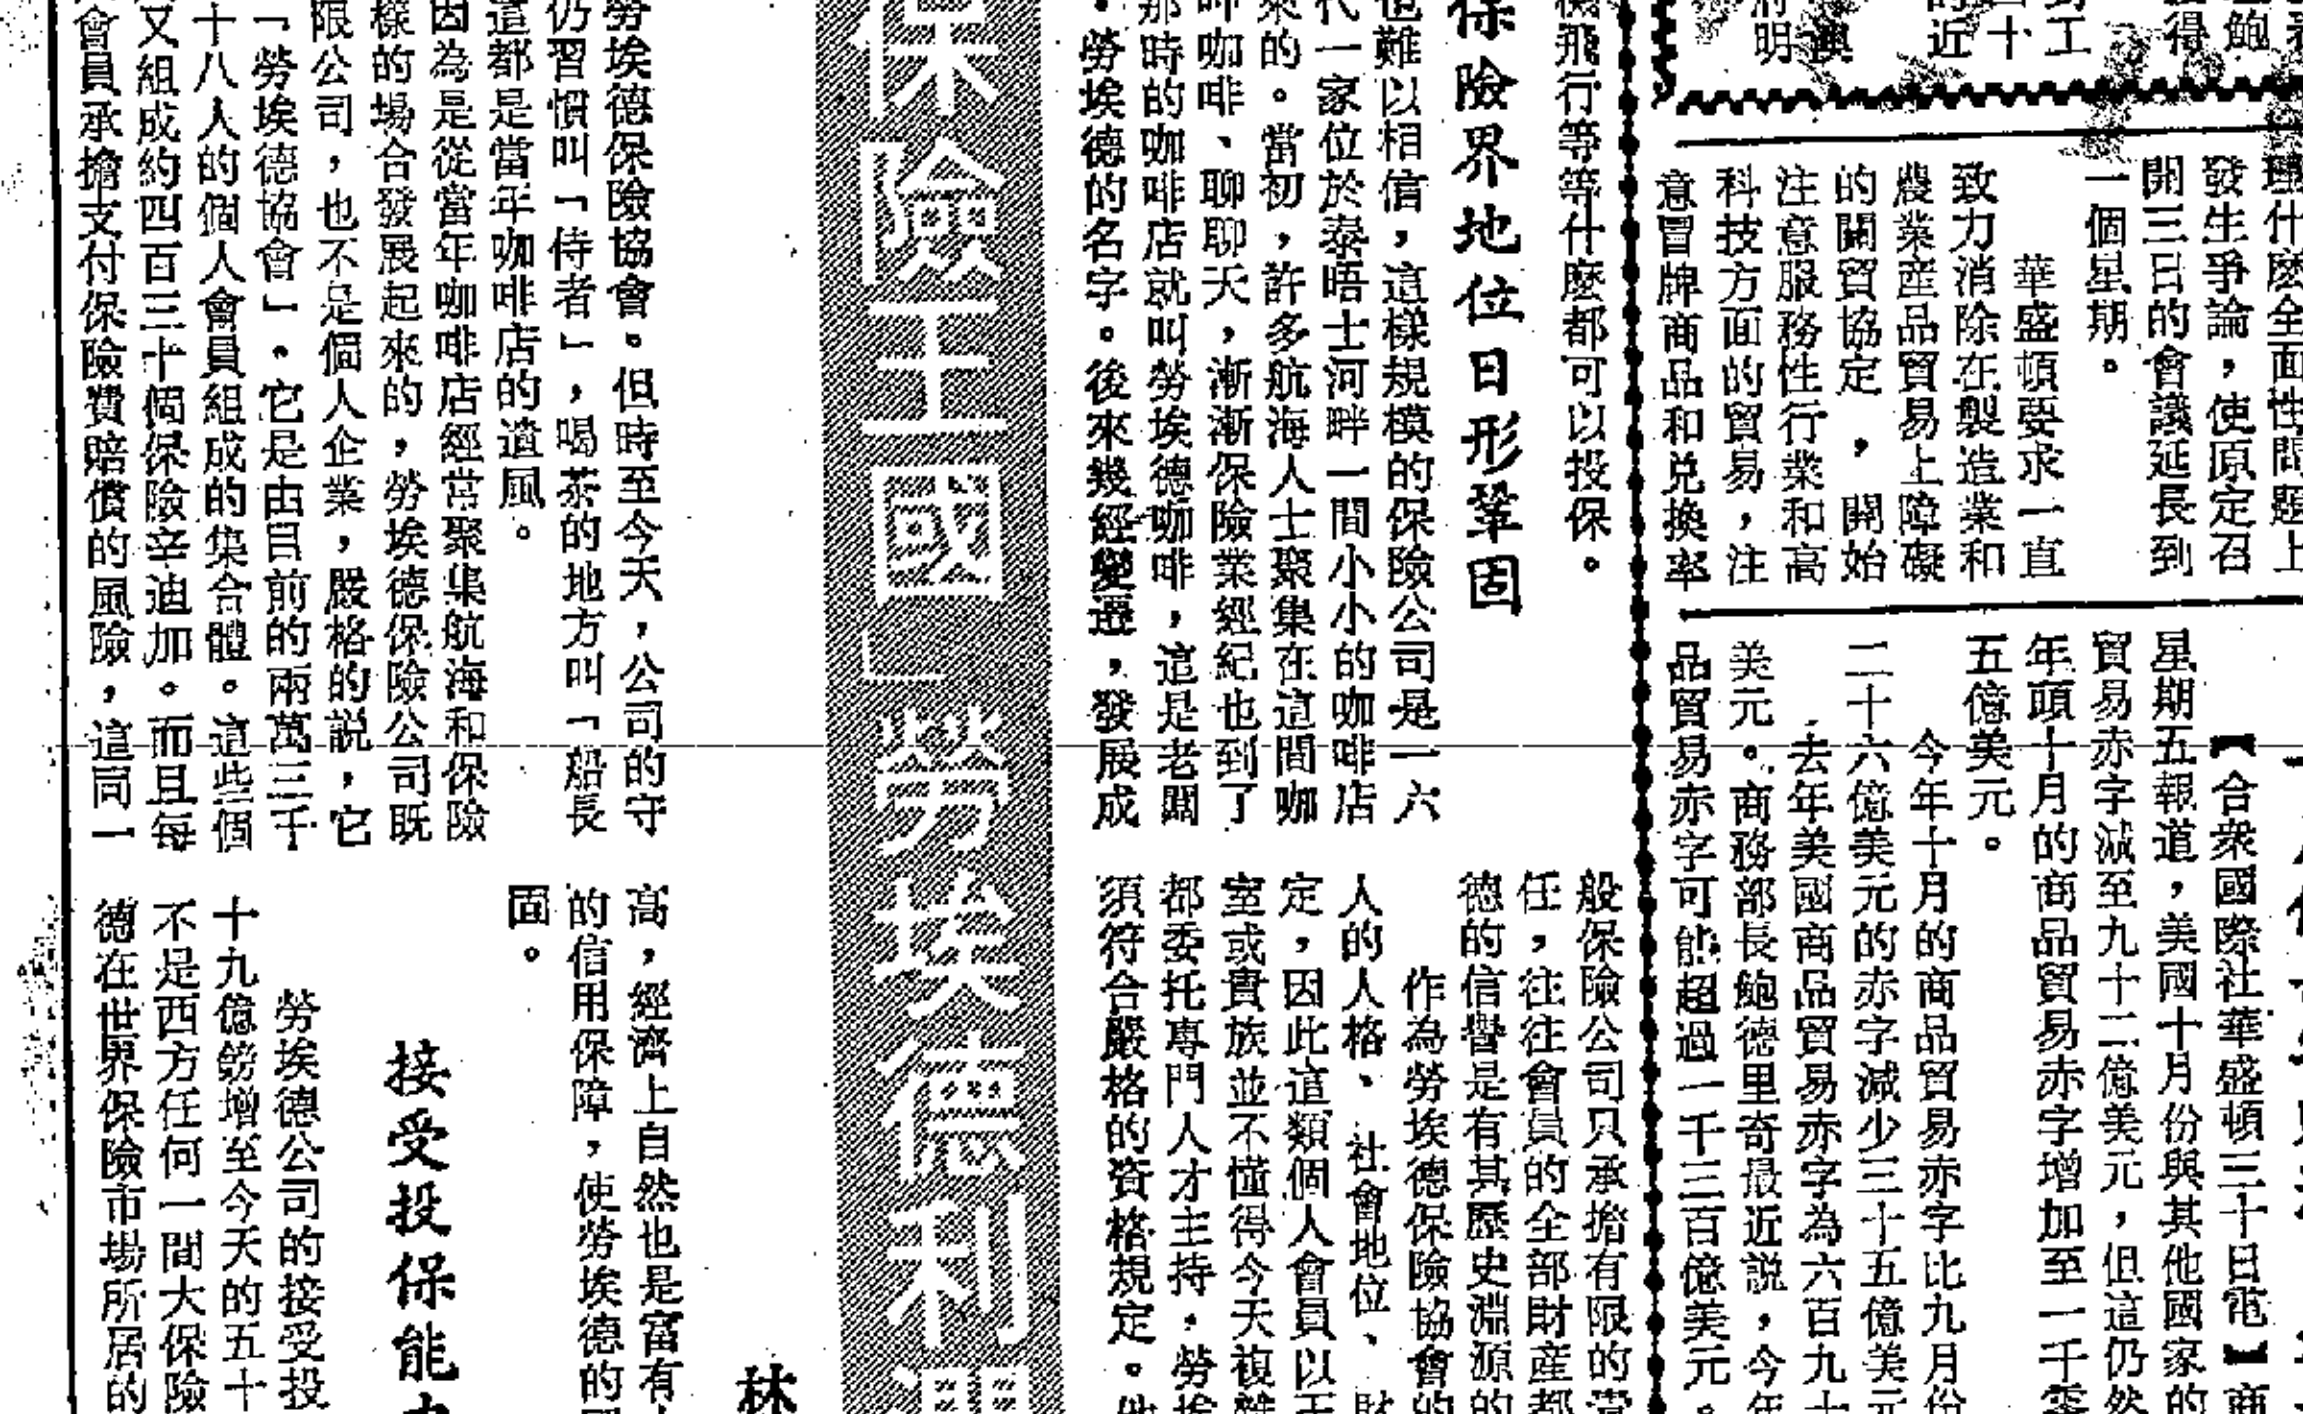 鮑
得
工
十
的近
明
理什麽全面性問題上
發生爭論，使原定召
開三日的會議延長到
一個星期。
華盛頓要求一直
致力消除在製造業和
農業産品貿易上障礙
的關貿協定，開始
注意服務性行業和高
科技方面的貿易，注
意冒牌商品和兑換率
【合衆國際社華盛頓三十日電】商
星期五報道，美國十月份與其他國家的
貿易赤字減至九十二億美元，但這仍然
年頭十月的商品貿易赤字增加至一千零
五億美元。
今年十月的商品貿易赤字比九月份
二十六億美元的赤字減少三十五億美元
去年美國商品貿易赤字為六百九十
美元。商務部長鮑德里奇最近説，今年
品貿易赤字可能超過一千三百億美元。
飛行等等什麽都可以投保。
保險界地位日形鞏固
也難以相信，這樣規模的保險公司是一六
代一家位於泰晤士河畔一間小小的咖啡店
來的。當初，許多航海人士聚集在這間咖
咖啡、聊聊天，漸漸保險業經紀也到了
那時的咖啡店就叫勞埃德咖啡，這是老闆
，勞埃德的名字。後來幾經變遷，發展成
保險王國」勞埃德利
勞埃德保險協會。但時至今天，公司的守
仍習慣叫「侍者」，喝茶的地方叫「船長
這都是當年咖啡店的遺風。
因為是從當年咖啡店經常聚集航海和保險
樣的場合發展起來的，勞埃德保險公司既
限公司，也不是個人企業，嚴格的説，它
「勞埃德協會」。它是由目前的兩萬三千
十八人的個人會員組成的集合體。這些個
又組成約四百三十個保險辛迪加。而且每
會員承擔支付保險費賠償的風險，這同一
般保險公司只承擔有限的
任，往往會員的全部財産都
德的信譽是有其歷史淵源的
作為勞埃德保險協會的
人的人格、社會地位、財
定，因此這類個人會員以王
室或貴族並不懂得今天複雜
都委托專門人才主持，勞埃
須符合嚴格的資格規定。他
林
高，經濟上自然也是富有
的信用保障，使勞埃德的
面。
接受投保能
勞埃德公司的接受投
十九億鎊增至今天的五十
不是西方任何一間大保險
德在世界保險市場所居的